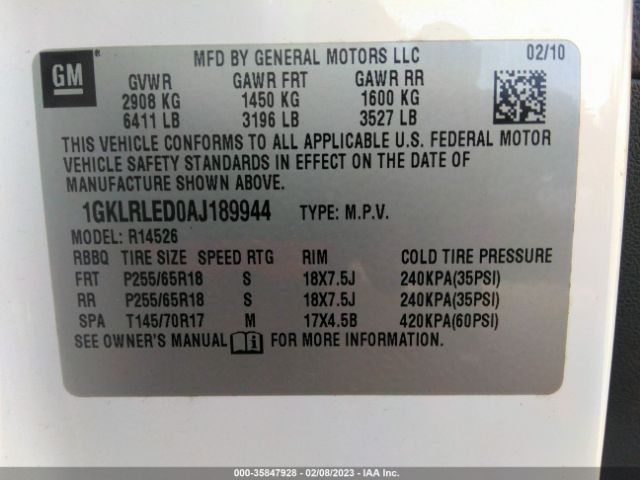 GM
®
MFD BY GENERAL MOTORS LLC 02/10
GVWR GAWR FRT GAWR RR
2908 KG 1450 KG 1600 KG
6411 LB 3196 LB 3527 LB
THIS VEHICLE CONFORMS TO ALL APPLICABLE U.S. FEDERAL MOTOR
VEHICLE SAFETY STANDARDS IN EFFECT ON THE DATE OF
MANUFACTURE SHOWN ABOVE.
1GKLRLED0AJ189944 TYPE: M.P.V.
MODEL: R14526
RBBQ TIRE SIZE SPEED RTG RIM COLD TIRE PRESSURE
FRT P255/65R18 S 18X7.5J 240KPA(35PSI)
RR P255/65R18 S 18X7.5J 240KPA(35PSI)
SPA T145/70R17 M 17X4.5B 420KPA(60PSI)
SEE OWNER'S MANUAL FOR MORE INFORMATION.
000-35847928 - 02/08/2023 - IAA Inc.